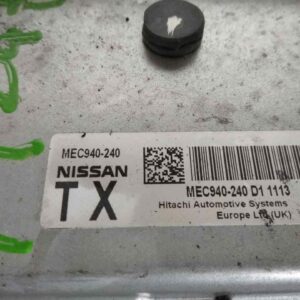 MEC940-240
NISSAN
TX
MEC940-240 D1 1113
Hitachi Automotive Systems
Europe Ltd (UK)